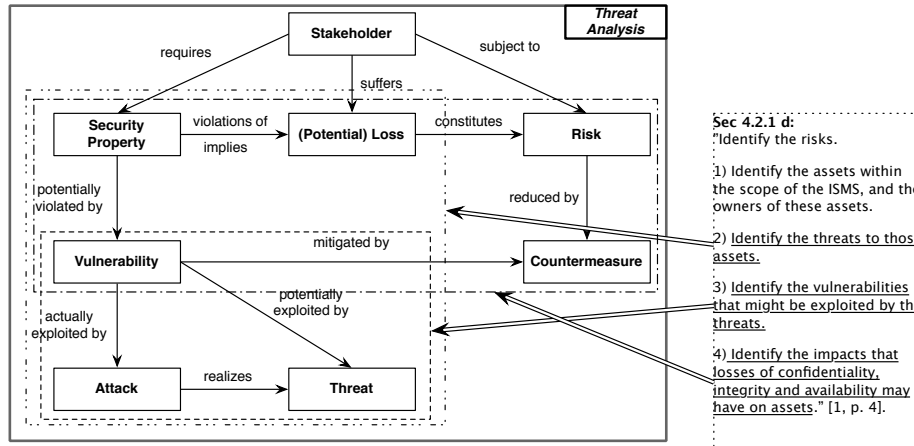 Threat
Analysis
Stakeholder
requires
suffers
subject to
Security
Property
violations of
implies
(Potential) Loss
constitutes
Risk
potentially
violated by
reduced by
Vulnerability
mitigated by
Countermeasure
actually
exploited by
potentially
exploited by
Attack
realizes
Threat
Sec 4.2.1 d:
"Identify the risks.
1) Identify the assets within
the scope of the ISMS, and the
owners of these assets.
2) Identify the threats to thos
assets.
3) Identify the vulnerabilities
that might be exploited by th
threats.
4) Identify the impacts that
losses of confidentiality,
integrity and availability may
have on assets." [1, p. 4].